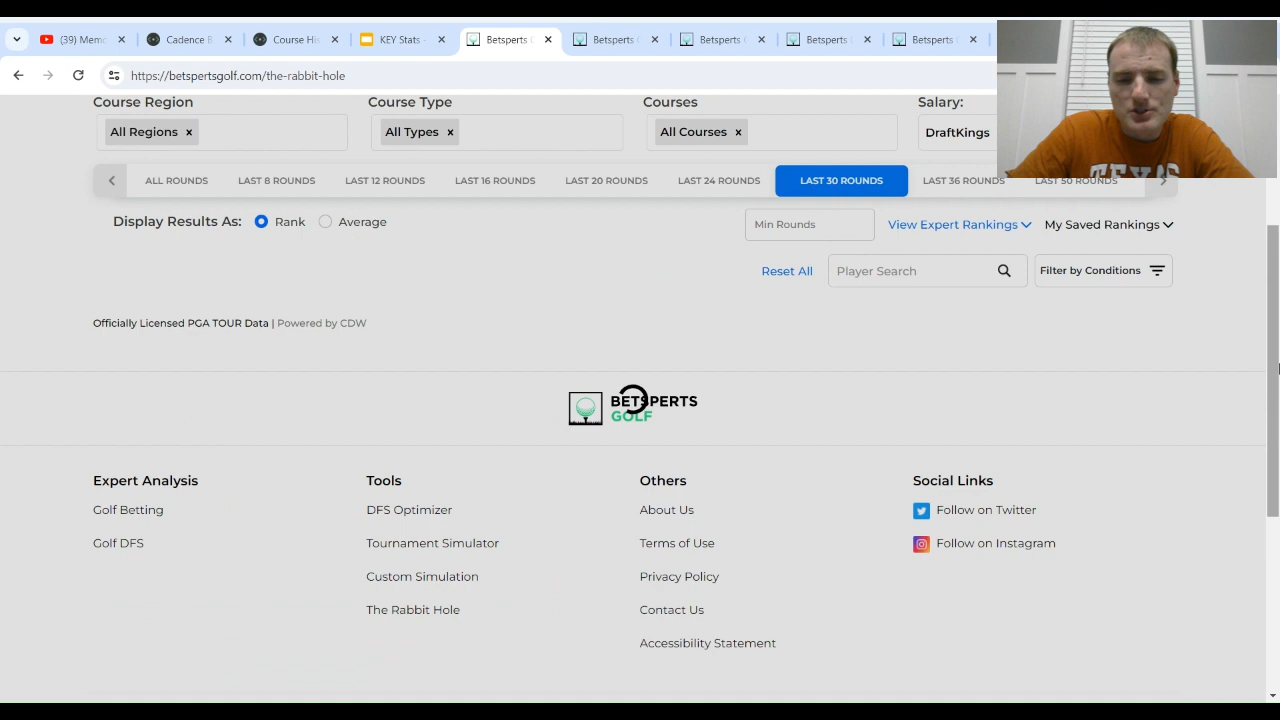 (39) Memo
Cadence B
Course His
JT Stats -
Betsperts G
Betsperts G
Betsperts G
Betsperts G
Betsperts G
https://betspertsgolf.com/the-rabbit-hole
Course Region
Course Type
Courses
Salary:
All Regions ×
All Types ×
All Courses ×
DraftKings
ALL ROUNDS
LAST 8 ROUNDS
LAST 12 ROUNDS
LAST 16 ROUNDS
LAST 20 ROUNDS
LAST 24 ROUNDS
LAST 30 ROUNDS
LAST 36 ROUNDS
LAST 50 ROUNDS
Display Results As:
Rank
Average
Min Rounds
View Expert Rankings
My Saved Rankings
Reset All
Player Search
Filter by Conditions
Officially Licensed PGA TOUR Data | Powered by CDW
BETSPERTS
GOLF
Expert Analysis
Tools
Others
Social Links
Golf Betting
DFS Optimizer
About Us
Follow on Twitter
Golf DFS
Tournament Simulator
Terms of Use
Follow on Instagram
Custom Simulation
Privacy Policy
The Rabbit Hole
Contact Us
Accessibility Statement
TEXAS